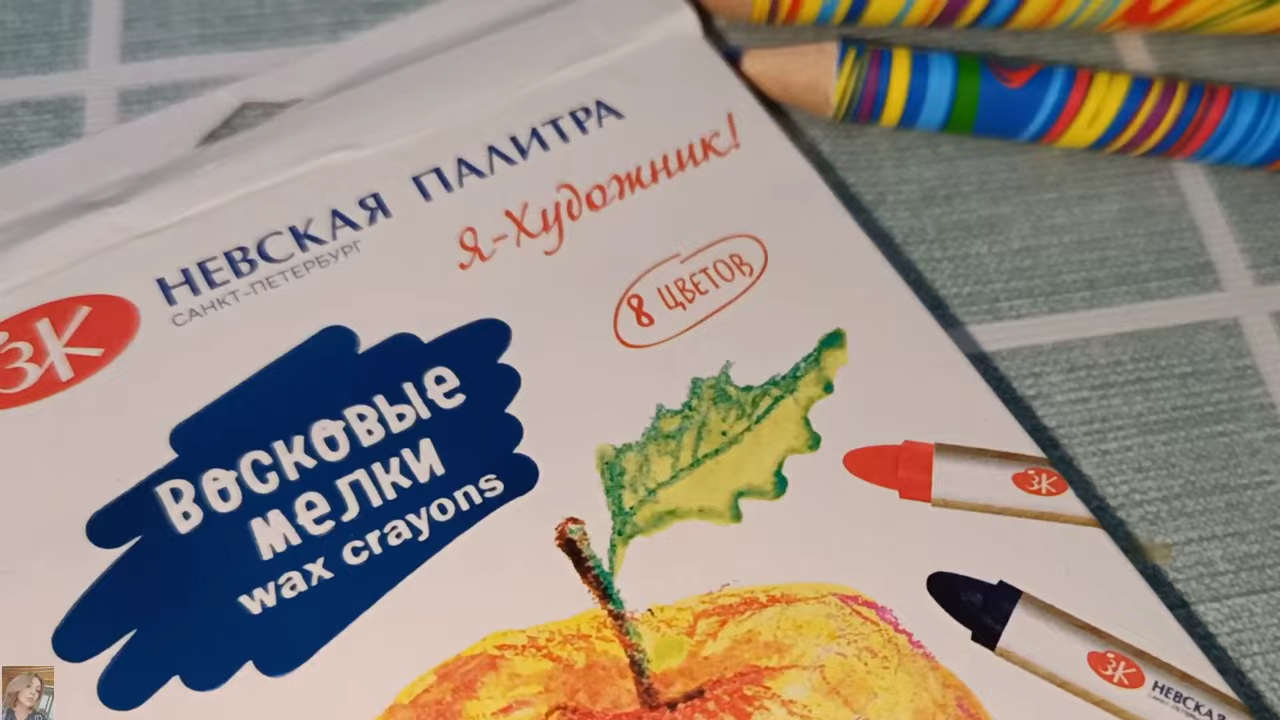 НЕВСКАЯ ПАЛИТРА
САНКТ-ПЕТЕРБУРГ
Я-Художник!
8 ЦВЕТОВ
ЗК
восковые
мелки
wax crayons
ЗК
ЗК
НЕВСКАЯ